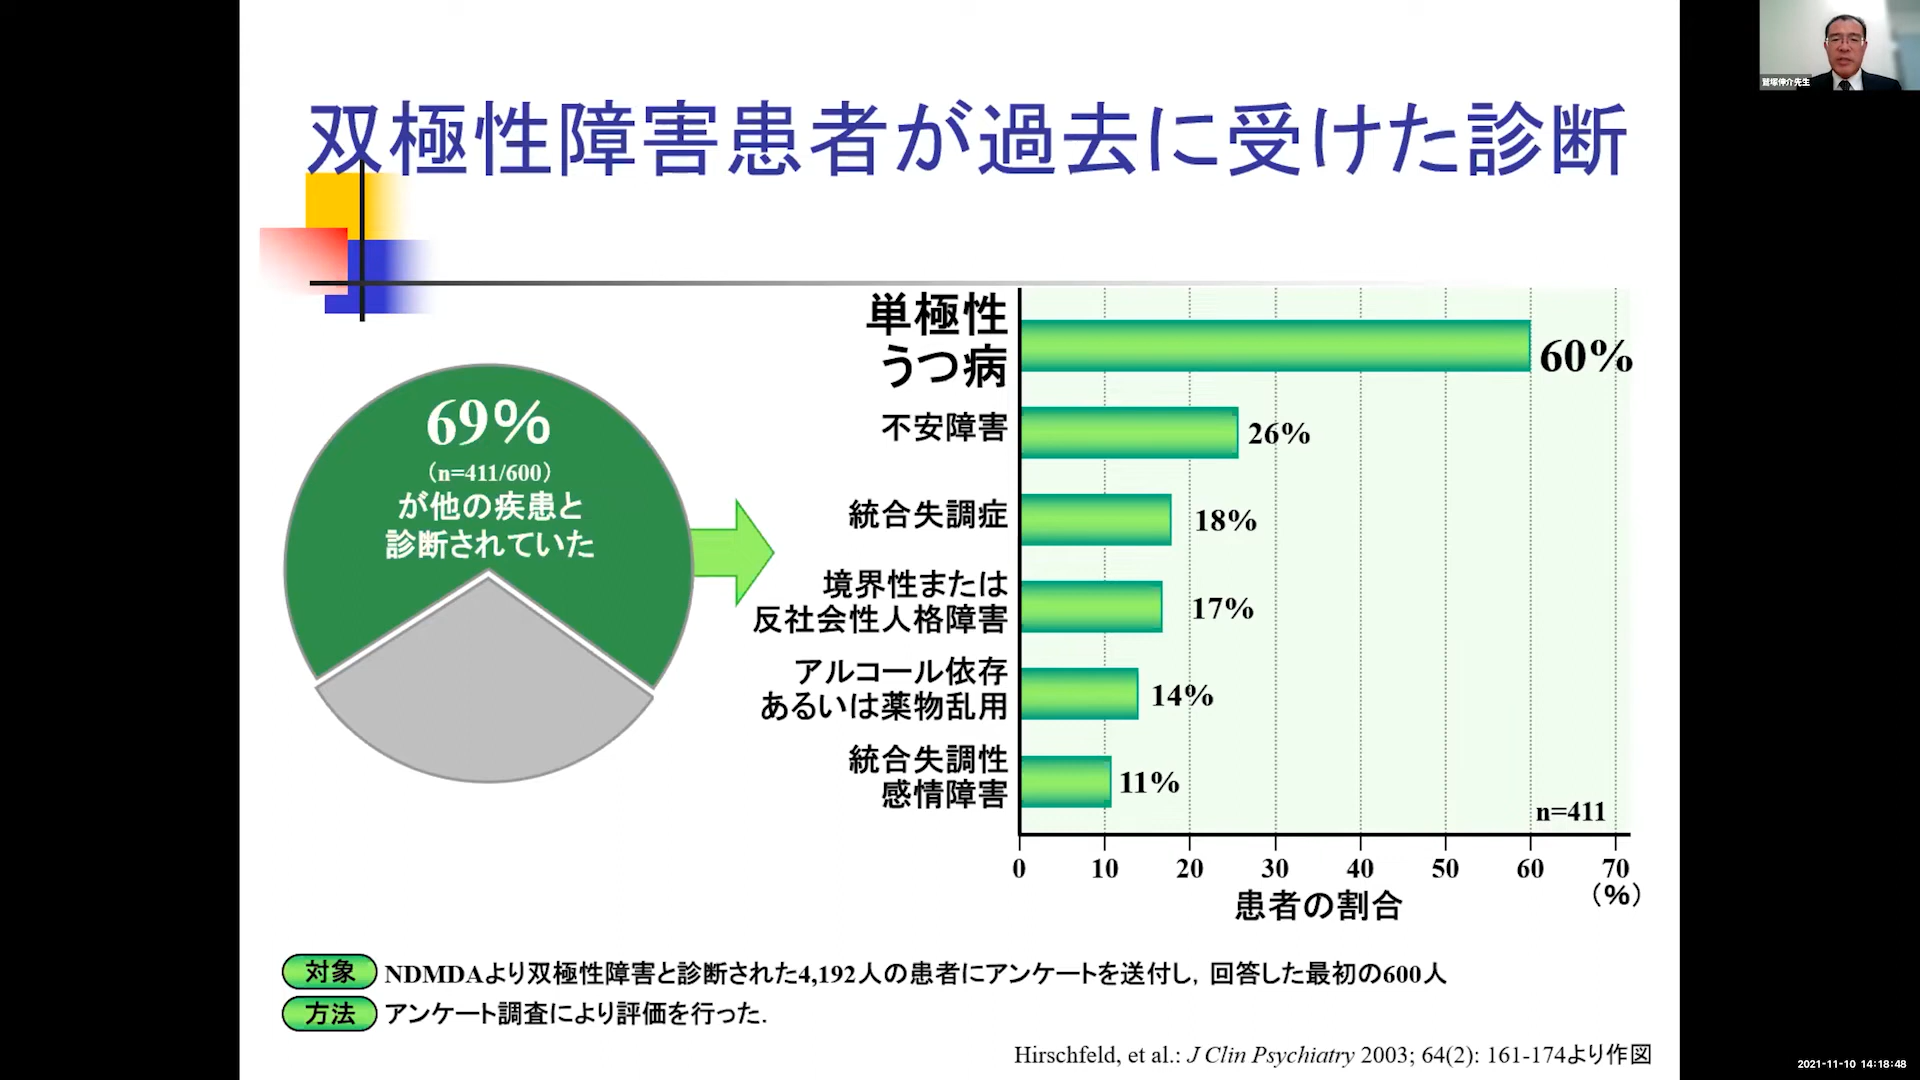 双極性障害患者が過去に受けた診断
鷲塚伸介先生
69%
（n=411/600）
が他の疾患と
診断されていた
単極性
うつ病
60%
不安障害
26%
統合失調症
18%
境界性または
反社会性人格障害
17%
アルコール依存
あるいは薬物乱用
14%
統合失調性
感情障害
11%
n=411
0 10 20 30 40 50 60 70
（%）
患者の割合
対象 NDMDAより双極性障害と診断された4,192人の患者にアンケートを送付し，回答した最初の600人
方法 アンケート調査により評価を行った．
Hirschfeld, et al.: J Clin Psychiatry 2003; 64(2): 161-174より作図
2021-11-10 14:18:48